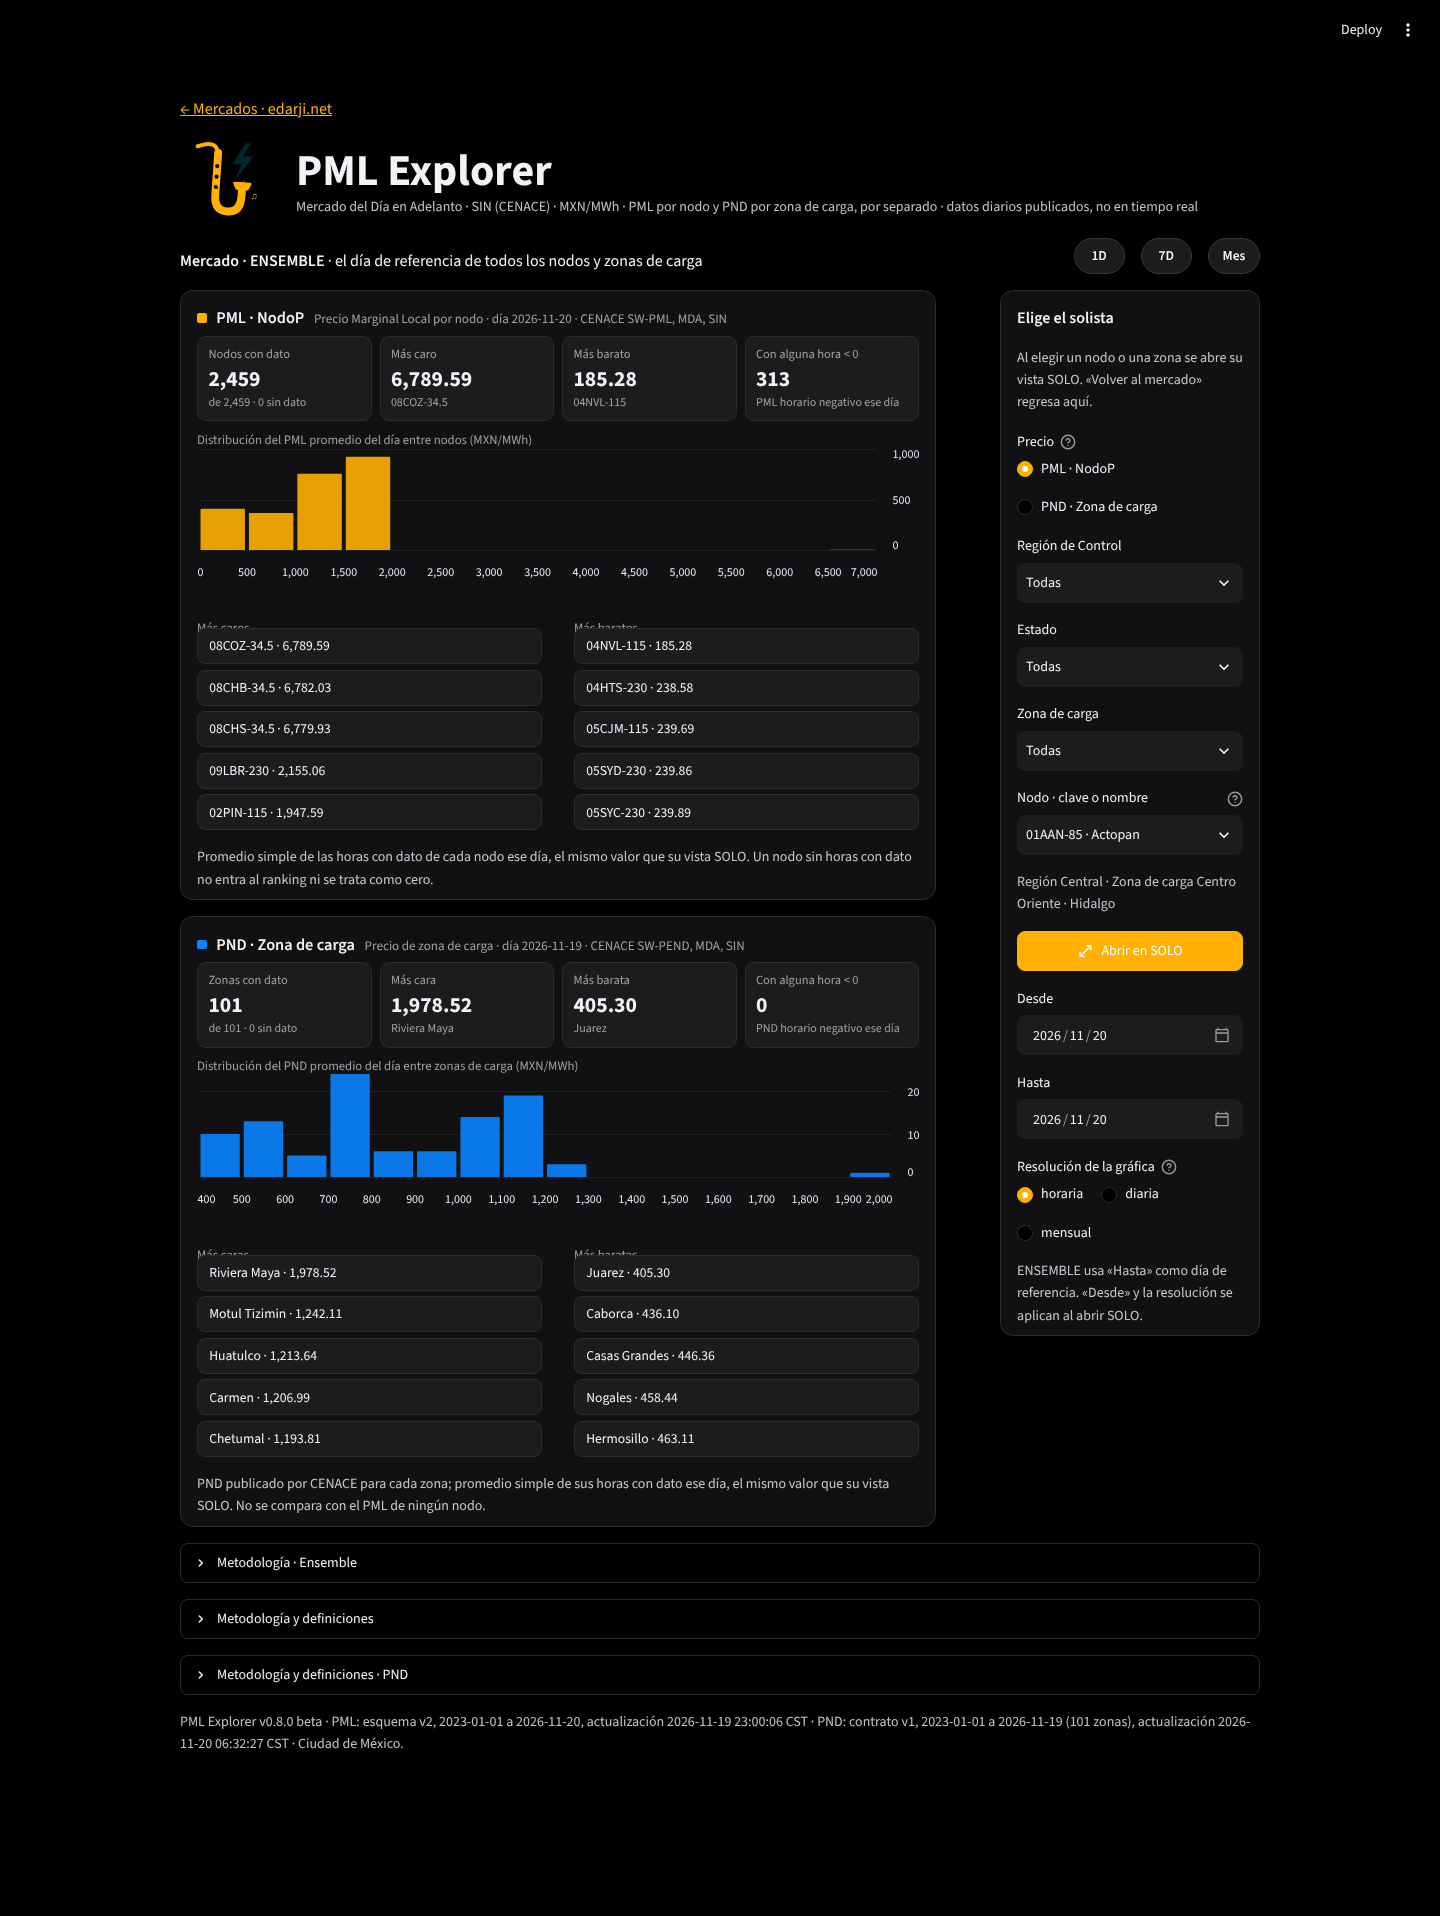 Deploy
← Mercados · edarji.net
PML Explorer
Mercado del Día en Adelanto · SIN (CENACE) · MXN/MWh · PML por nodo y PND por zona de carga, por separado · datos diarios publicados, no en tiempo real
Mercado · ENSEMBLE · el día de referencia de todos los nodos y zonas de carga
1D
7D
Mes
PML · NodoP Precio Marginal Local por nodo · día 2026-11-20 · CENACE SW-PML, MDA, SIN
Nodos con dato
2,459
de 2,459 · 0 sin dato
Más caro
6,789.59
08COZ-34.5
Más barato
185.28
04NVL-115
Con alguna hora < 0
313
PML horario negativo ese día
Distribución del PML promedio del día entre nodos (MXN/MWh)
1,000
500
0
0 500 1,000 1,500 2,000 2,500 3,000 3,500 4,000 4,500 5,000 5,500 6,000 6,500 7,000
Más caros
08COZ-34.5 · 6,789.59
08CHB-34.5 · 6,782.03
08CHS-34.5 · 6,779.93
09LBR-230 · 2,155.06
02PIN-115 · 1,947.59
Más baratos
04NVL-115 · 185.28
04HTS-230 · 238.58
05CJM-115 · 239.69
05SYD-230 · 239.86
05SYC-230 · 239.89
Promedio simple de las horas con dato de cada nodo ese día, el mismo valor que su vista SOLO. Un nodo sin horas con dato
no entra al ranking ni se trata como cero.
PND · Zona de carga Precio de zona de carga · día 2026-11-19 · CENACE SW-PEND, MDA, SIN
Zonas con dato
101
de 101 · 0 sin dato
Más cara
1,978.52
Riviera Maya
Más barata
405.30
Juarez
Con alguna hora < 0
0
PND horario negativo ese día
Distribución del PND promedio del día entre zonas de carga (MXN/MWh)
20
10
0
400 500 600 700 800 900 1,000 1,100 1,200 1,300 1,400 1,500 1,600 1,700 1,800 1,900 2,000
Más caras
Riviera Maya · 1,978.52
Motul Tizimin · 1,242.11
Huatulco · 1,213.64
Carmen · 1,206.99
Chetumal · 1,193.81
Más baratas
Juarez · 405.30
Caborca · 436.10
Casas Grandes · 446.36
Nogales · 458.44
Hermosillo · 463.11
PND publicado por CENACE para cada zona; promedio simple de sus horas con dato ese día, el mismo valor que su vista
SOLO. No se compara con el PML de ningún nodo.
Elige el solista
Al elegir un nodo o una zona se abre su
vista SOLO. «Volver al mercado»
regresa aquí.
Precio
PML · NodoP
PND · Zona de carga
Región de Control
Todas
Estado
Todas
Zona de carga
Todas
Nodo · clave o nombre
01AAN-85 · Actopan
Región Central · Zona de carga Centro
Oriente · Hidalgo
Abrir en SOLO
Desde
2026 / 11 / 20
Hasta
2026 / 11 / 20
Resolución de la gráfica
horaria
diaria
mensual
ENSEMBLE usa «Hasta» como día de
referencia. «Desde» y la resolución se
aplican al abrir SOLO.
Metodología · Ensemble
Metodología y definiciones
Metodología y definiciones · PND
PML Explorer v0.8.0 beta · PML: esquema v2, 2023-01-01 a 2026-11-20, actualización 2026-11-19 23:00:06 CST · PND: contrato v1, 2023-01-01 a 2026-11-19 (101 zonas), actualización 2026-
11-20 06:32:27 CST · Ciudad de México.